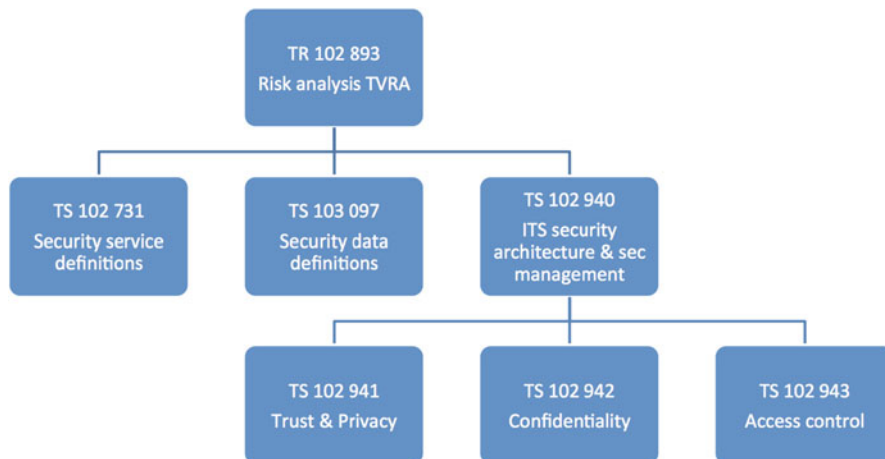 TR 102 893
Risk analysis TVRA
TS 102 731
Security service
definitions
TS 103 097
Security data
definitions
TS 102 940
ITS security
architecture & sec
management
TS 102 941
Trust & Privacy
TS 102 942
Confidentiality
TS 102 943
Access control